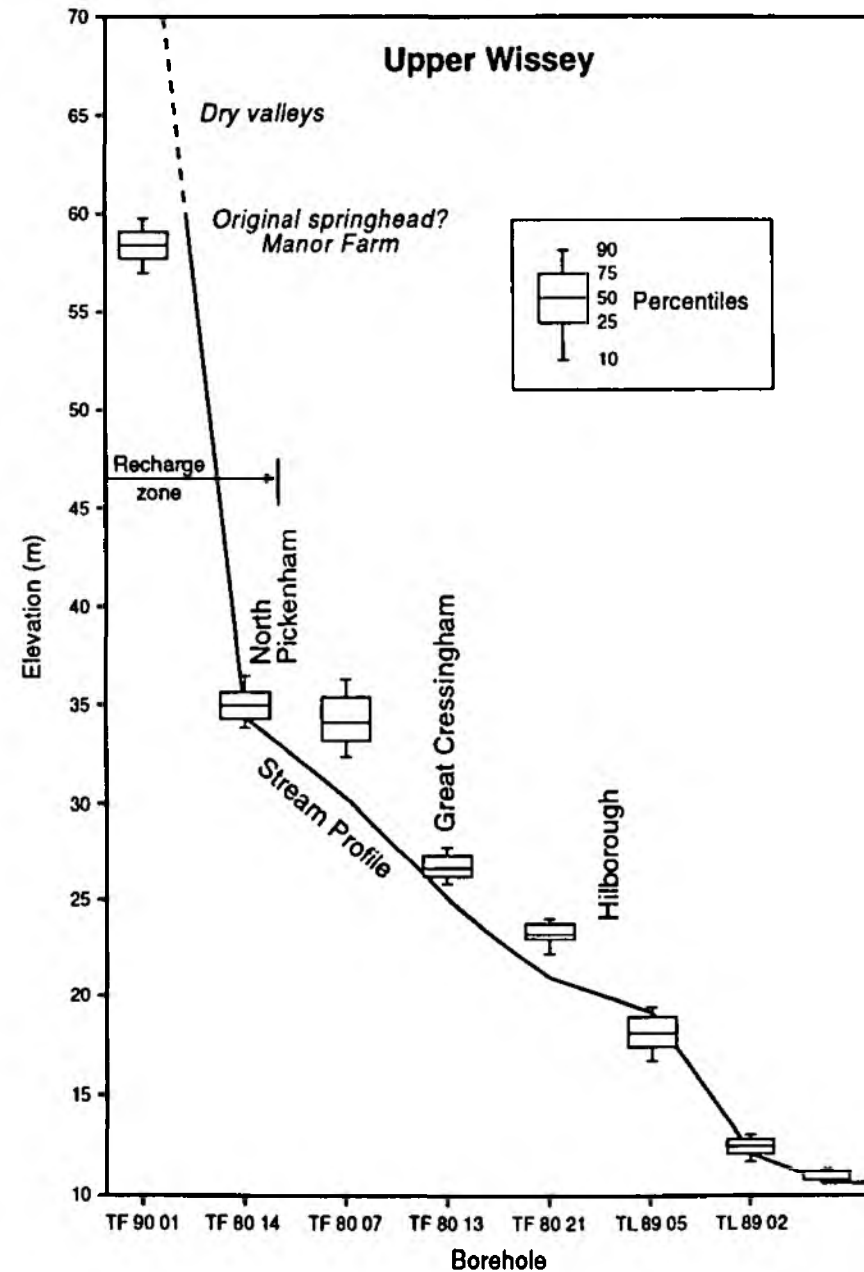 Upper Wissey
70
65
60
55
50
45
40
35
30
25
20
15
10
Elevation (m)
Dry valleys
Original springhead?
Manor Farm
90
75
50
25
10
Percentiles
Recharge
zone
North
Pickenham
Stream Profile
Great Cressingham
Hilborough
TF 90 01
TF 80 14
TF 80 07
TF 80 13
TF 80 21
TL 89 05
TL 89 02
Borehole